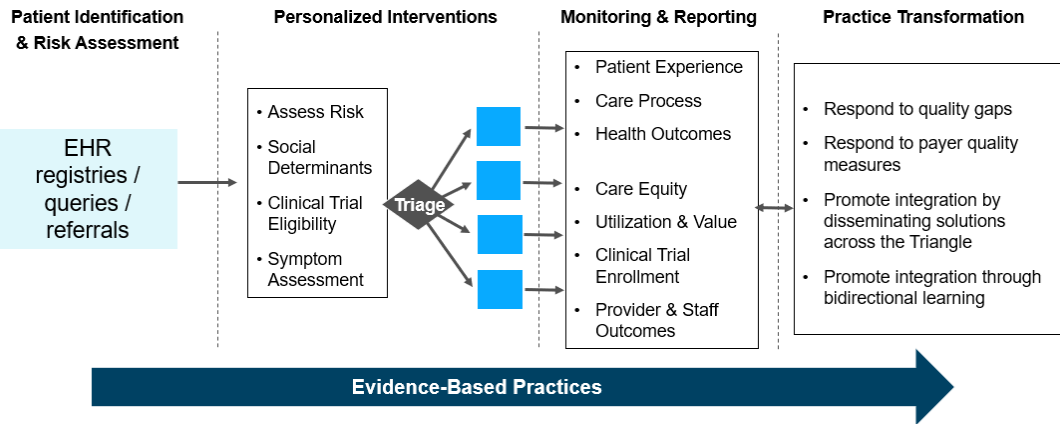 Patient Identification
& Risk Assessment
Personalized Interventions
Monitoring & Reporting
Practice Transformation
EHR
registries /
queries /
referrals
• Assess Risk
• Social
Determinants
• Clinical Trial
Eligibility
• Symptom
Assessment
Triage
• Patient Experience
• Care Process
• Health Outcomes
• Care Equity
• Utilization & Value
• Clinical Trial
Enrollment
• Provider & Staff
Outcomes
• Respond to quality gaps
• Respond to payer quality
measures
• Promote integration by
disseminating solutions
across the Triangle
• Promote integration through
bidirectional learning
Evidence-Based Practices